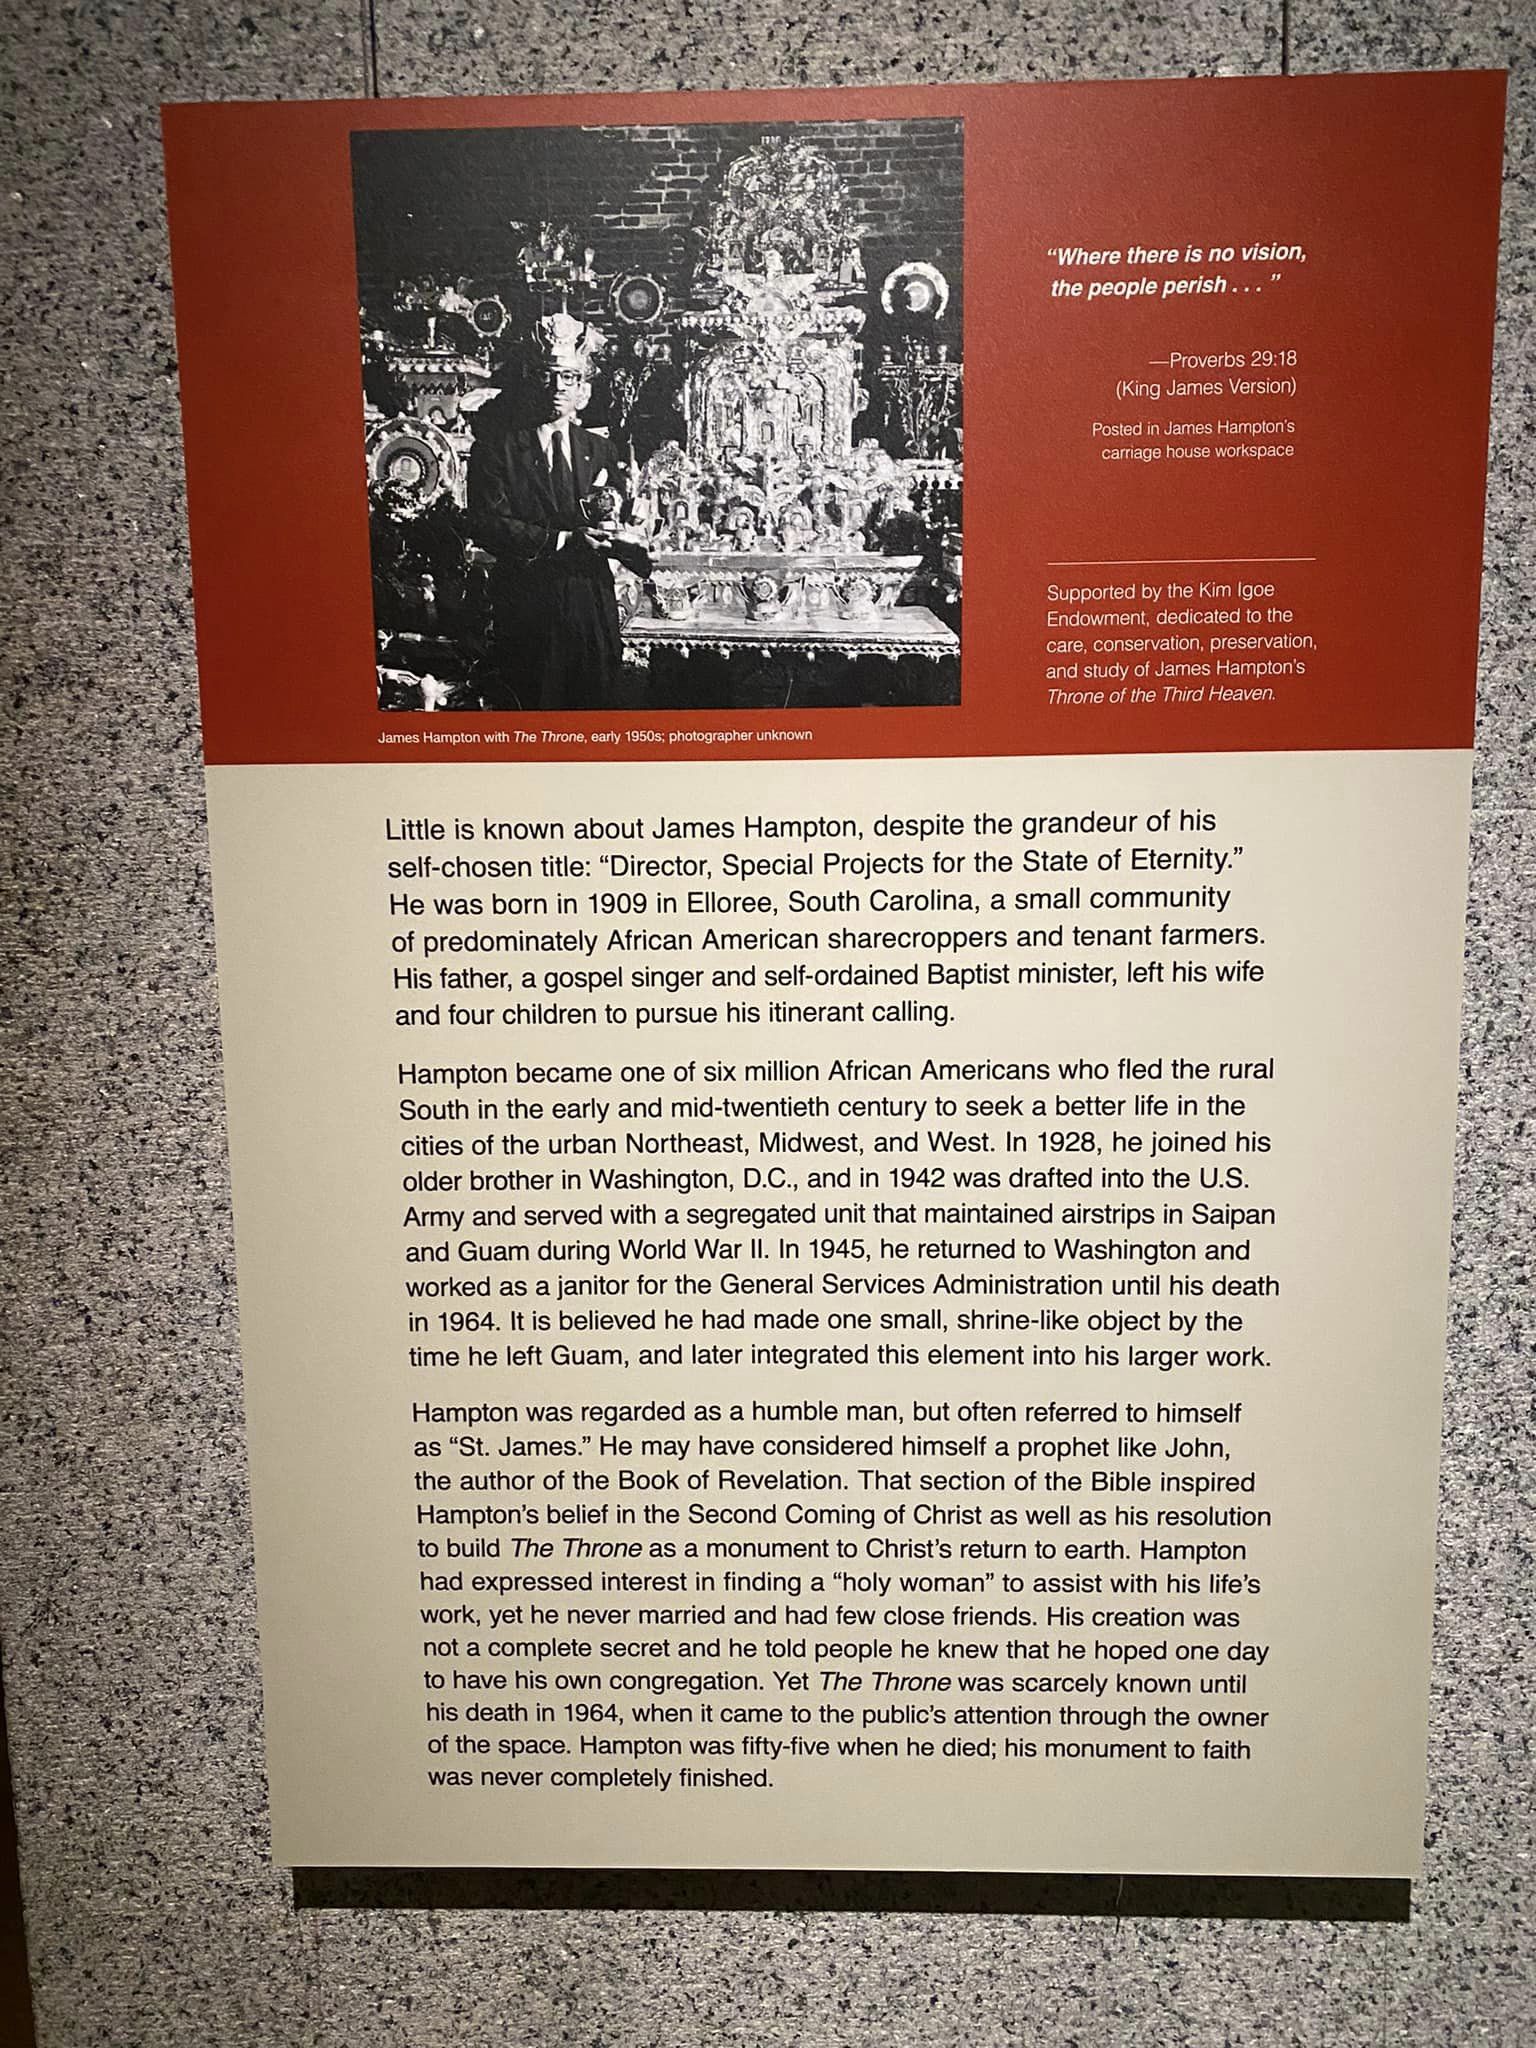 “Where there is no vision,
the people perish . . . ”
—Proverbs 29:18
(King James Version)
Posted in James Hampton’s
carriage house workspace
Supported by the Kim Igoe
Endowment, dedicated to the
care, conservation, preservation,
and study of James Hampton’s
Throne of the Third Heaven.
James Hampton with The Throne, early 1950s; photographer unknown
Little is known about James Hampton, despite the grandeur of his
self-chosen title: “Director, Special Projects for the State of Eternity.”
He was born in 1909 in Elloree, South Carolina, a small community
of predominately African American sharecroppers and tenant farmers.
His father, a gospel singer and self-ordained Baptist minister, left his wife
and four children to pursue his itinerant calling.
Hampton became one of six million African Americans who fled the rural
South in the early and mid-twentieth century to seek a better life in the
cities of the urban Northeast, Midwest, and West. In 1928, he joined his
older brother in Washington, D.C., and in 1942 was drafted into the U.S.
Army and served with a segregated unit that maintained airstrips in Saipan
and Guam during World War II. In 1945, he returned to Washington and
worked as a janitor for the General Services Administration until his death
in 1964. It is believed he had made one small, shrine-like object by the
time he left Guam, and later integrated this element into his larger work.
Hampton was regarded as a humble man, but often referred to himself
as “St. James.” He may have considered himself a prophet like John,
the author of the Book of Revelation. That section of the Bible inspired
Hampton’s belief in the Second Coming of Christ as well as his resolution
to build The Throne as a monument to Christ’s return to earth. Hampton
had expressed interest in finding a “holy woman” to assist with his life’s
work, yet he never married and had few close friends. His creation was
not a complete secret and he told people he knew that he hoped one day
to have his own congregation. Yet The Throne was scarcely known until
his death in 1964, when it came to the public’s attention through the owner
of the space. Hampton was fifty-five when he died; his monument to faith
was never completely finished.